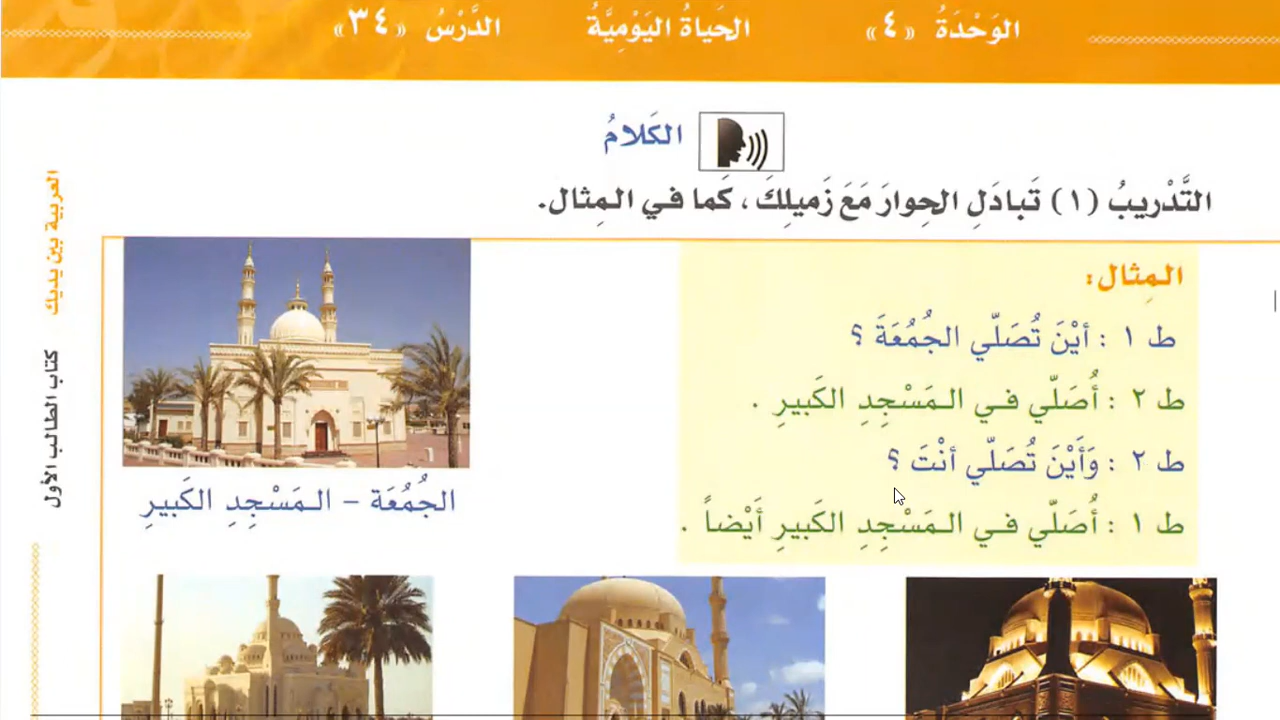 الوَحْدَةُ «٤» الحَياةُ اليَوْمِيَّةُ الدَّرْسُ «٣٤»
الكَلامُ
التَّدْريبُ (١) تَبادَلِ الحِوارَ مَعَ زَميلِكَ، كَما في المِثال.
المِثال:
ط ١ : أيْنَ تُصَلّي الجُمُعَةَ ؟
ط ٢ : أُصَلّي في المَسْجِدِ الكَبيرِ .
ط ٢ : وَأَيْنَ تُصَلّي أنْتَ ؟
ط ١ : أُصَلّي في المَسْجِدِ الكَبيرِ أَيْضاً .
الجُمُعَة – المَسْجِدِ الكَبيرِ
العربية بين يديك
كتاب الطالب الأول